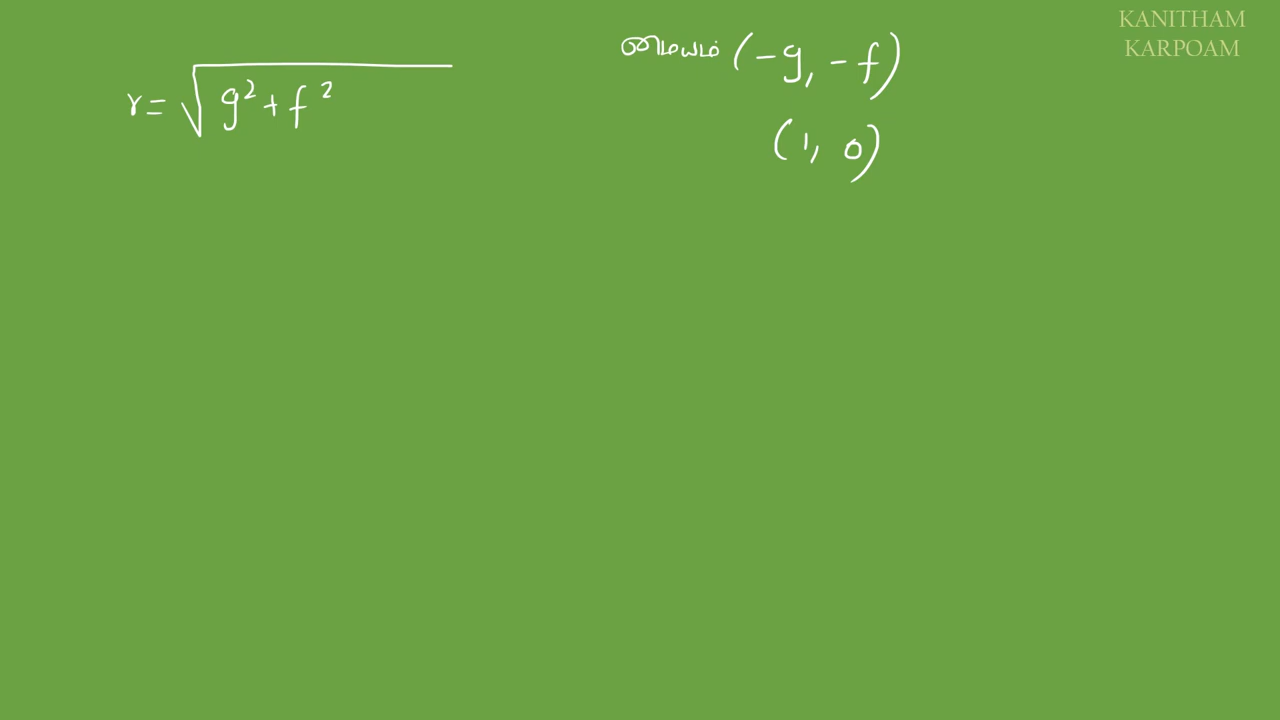 KANITHAM
KARPOAM
மையம் (-g, -f)
r = √(g² + f²
(1, 0)